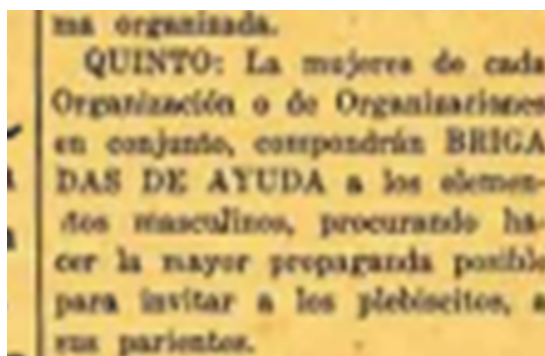 ma organizada.
QUINTO: La mujeres de cada
Organización o de Organizaciones
en conjunto, compondrán BRIGA
DAS DE AYUDA a los elemen-
tos masculinos, procurando ha-
cer la mayor propaganda posible
para invitar a los plebiscitos, a
sus parientes.